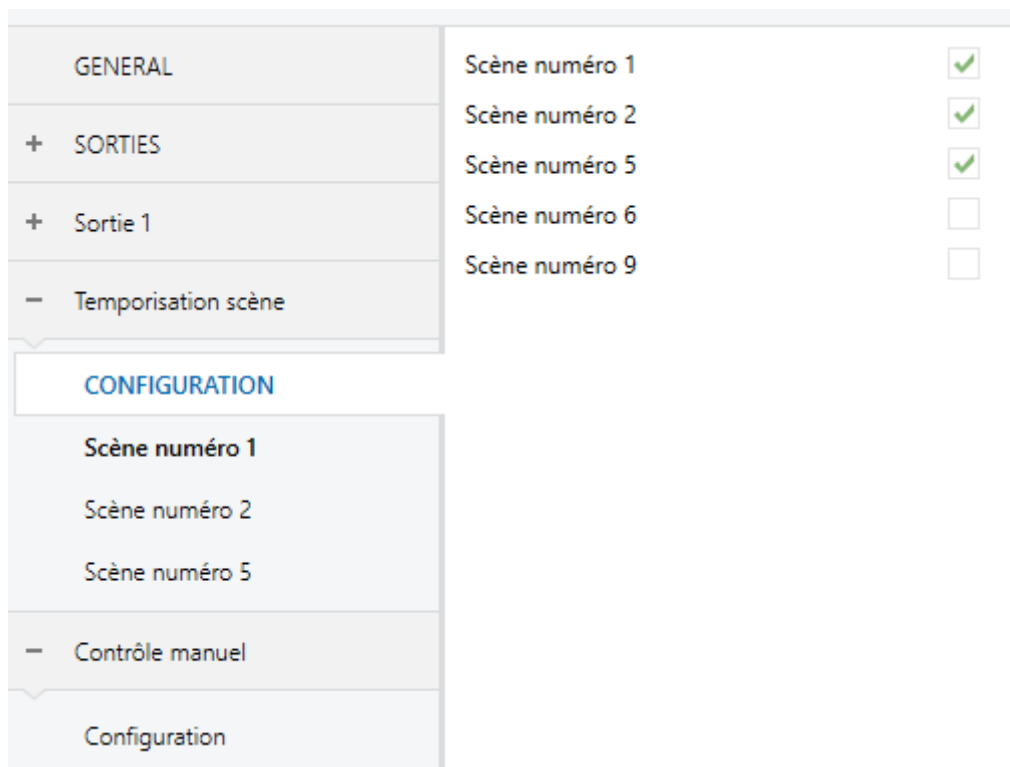 GENERAL
+ SORTIES
+ Sortie 1
− Temporisation scène
CONFIGURATION
Scène numéro 1
Scène numéro 2
Scène numéro 5
− Contrôle manuel
Configuration
Scène numéro 1
Scène numéro 2
Scène numéro 5
Scène numéro 6
Scène numéro 9